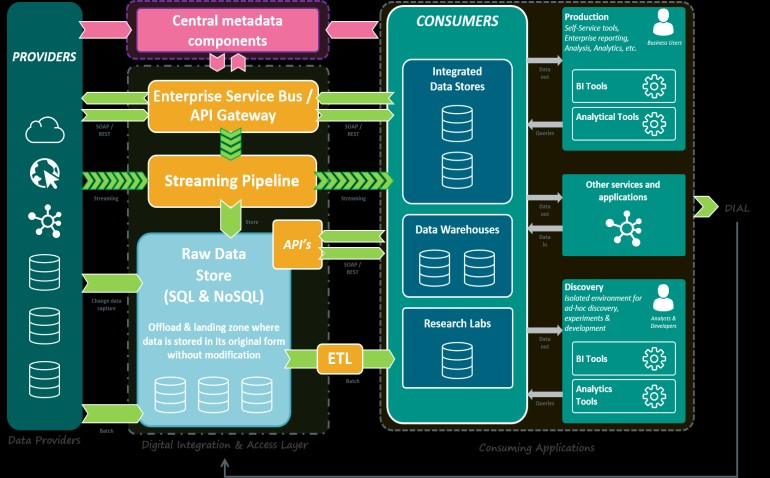 PROVIDERS
Data Providers
Central metadata
components
Enterprise Service Bus /
API Gateway
SOAP /
REST
SOAP /
REST
Streaming Pipeline
Streaming
Streaming
Store
API's
SOAP /
REST
Raw Data
Store
(SQL & NoSQL)
Offload & landing zone where
data is stored in its original form
without modification
Change data
capture
ETL
Batch
Batch
Digital Integration & Access Layer
CONSUMERS
Integrated
Data Stores
Data Warehouses
Research Labs
Data
out
Queries
Data
out
Data
in
Data
out
Queries
Production
Self-Service tools,
Enterprise reporting,
Analysis, Analytics, etc.
Business Users
BI Tools
Analytical Tools
Other services and
applications
Discovery
Isolated environment for
ad-hoc discovery,
experiments &
development
Analysts &
Developers
BI Tools
Analytics
Tools
Consuming Applications
DIAL